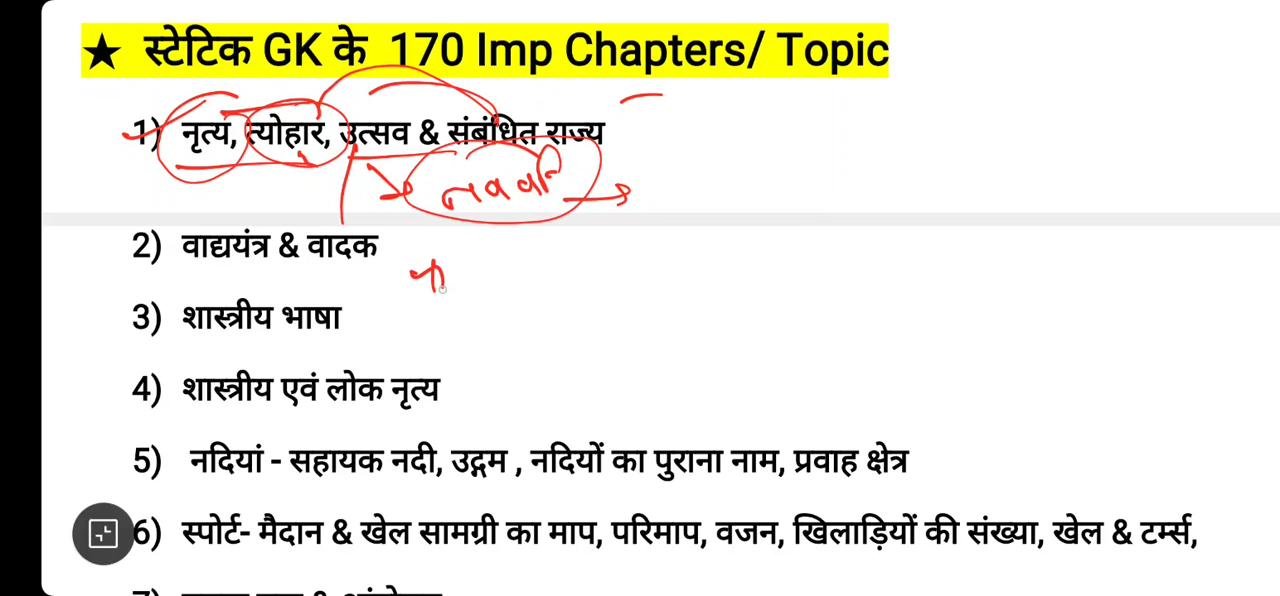 ★ स्टेटिक GK के 170 Imp Chapters/ Topic
1) नृत्य, त्योहार, उत्सव & संबंधित राज्य
2) वाद्ययंत्र & वादक
3) शास्त्रीय भाषा
4) शास्त्रीय एवं लोक नृत्य
5) नदियां - सहायक नदी, उद्गम , नदियों का पुराना नाम, प्रवाह क्षेत्र
6) स्पोर्ट- मैदान & खेल सामग्री का माप, परिमाप, वजन, खिलाड़ियों की संख्या, खेल & टर्म्स,